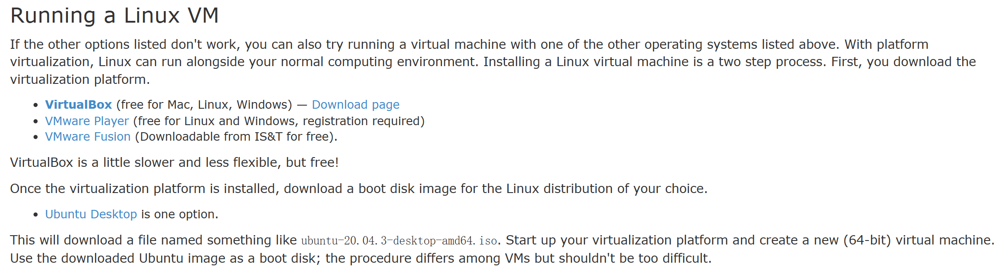 Running a Linux VM
If the other options listed don't work, you can also try running a virtual machine with one of the other operating systems listed above. With platform
virtualization, Linux can run alongside your normal computing environment. Installing a Linux virtual machine is a two step process. First, you download the
virtualization platform.
• VirtualBox (free for Mac, Linux, Windows) — Download page
• VMware Player (free for Linux and Windows, registration required)
• VMware Fusion (Downloadable from IS&T for free).
VirtualBox is a little slower and less flexible, but free!
Once the virtualization platform is installed, download a boot disk image for the Linux distribution of your choice.
• Ubuntu Desktop is one option.
This will download a file named something like ubuntu-20.04.3-desktop-amd64.iso. Start up your virtualization platform and create a new (64-bit) virtual machine.
Use the downloaded Ubuntu image as a boot disk; the procedure differs among VMs but shouldn't be too difficult.